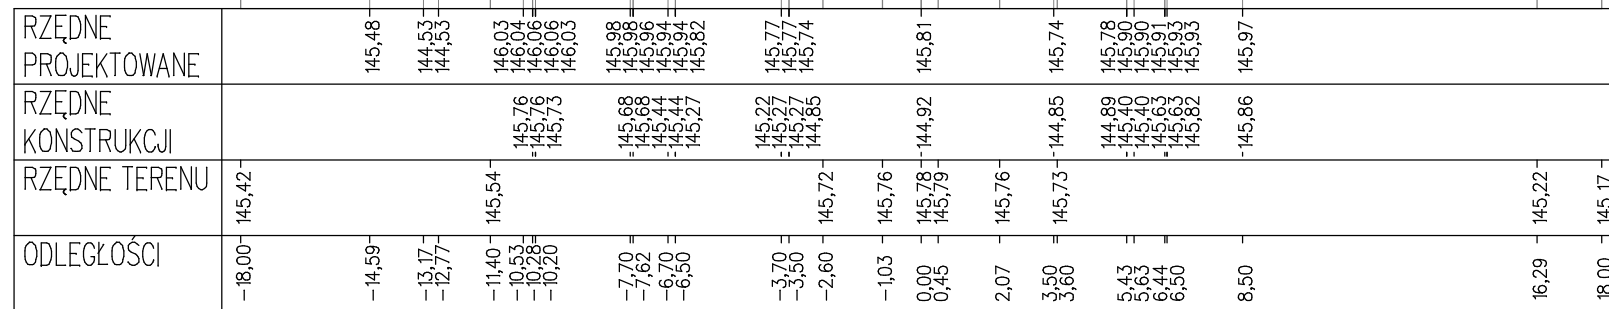 RZĘDNE
PROJEKTOWANE
145,48 144,53 144,53 146,03 146,04 146,06 146,06 146,03 145,98 145,98 145,96 145,94 145,94 145,82 145,77 145,77 145,74 145,81 145,74 145,78 145,90 145,90 145,91 145,93 145,93 145,97
RZĘDNE
KONSTRUKCJI
145,76 145,76 145,73 145,68 145,68 145,44 145,44 145,27 145,22 145,27 145,27 144,85 144,92 144,85 144,89 145,40 145,40 145,63 145,63 145,82 145,86
RZĘDNE TERENU
145,42 145,54 145,72 145,76 145,78 145,79 145,76 145,73 145,22 145,17
ODLEGŁOŚCI
-18,00 -14,59 -13,17 -12,77 -11,40 -10,53 -10,28 -10,20 -7,70 -7,62 -6,70 -6,50 -3,70 -3,50 -2,60 -1,03 0,00 0,45 2,07 3,50 3,60 5,43 5,63 6,44 6,50 8,50 16,29 18,00